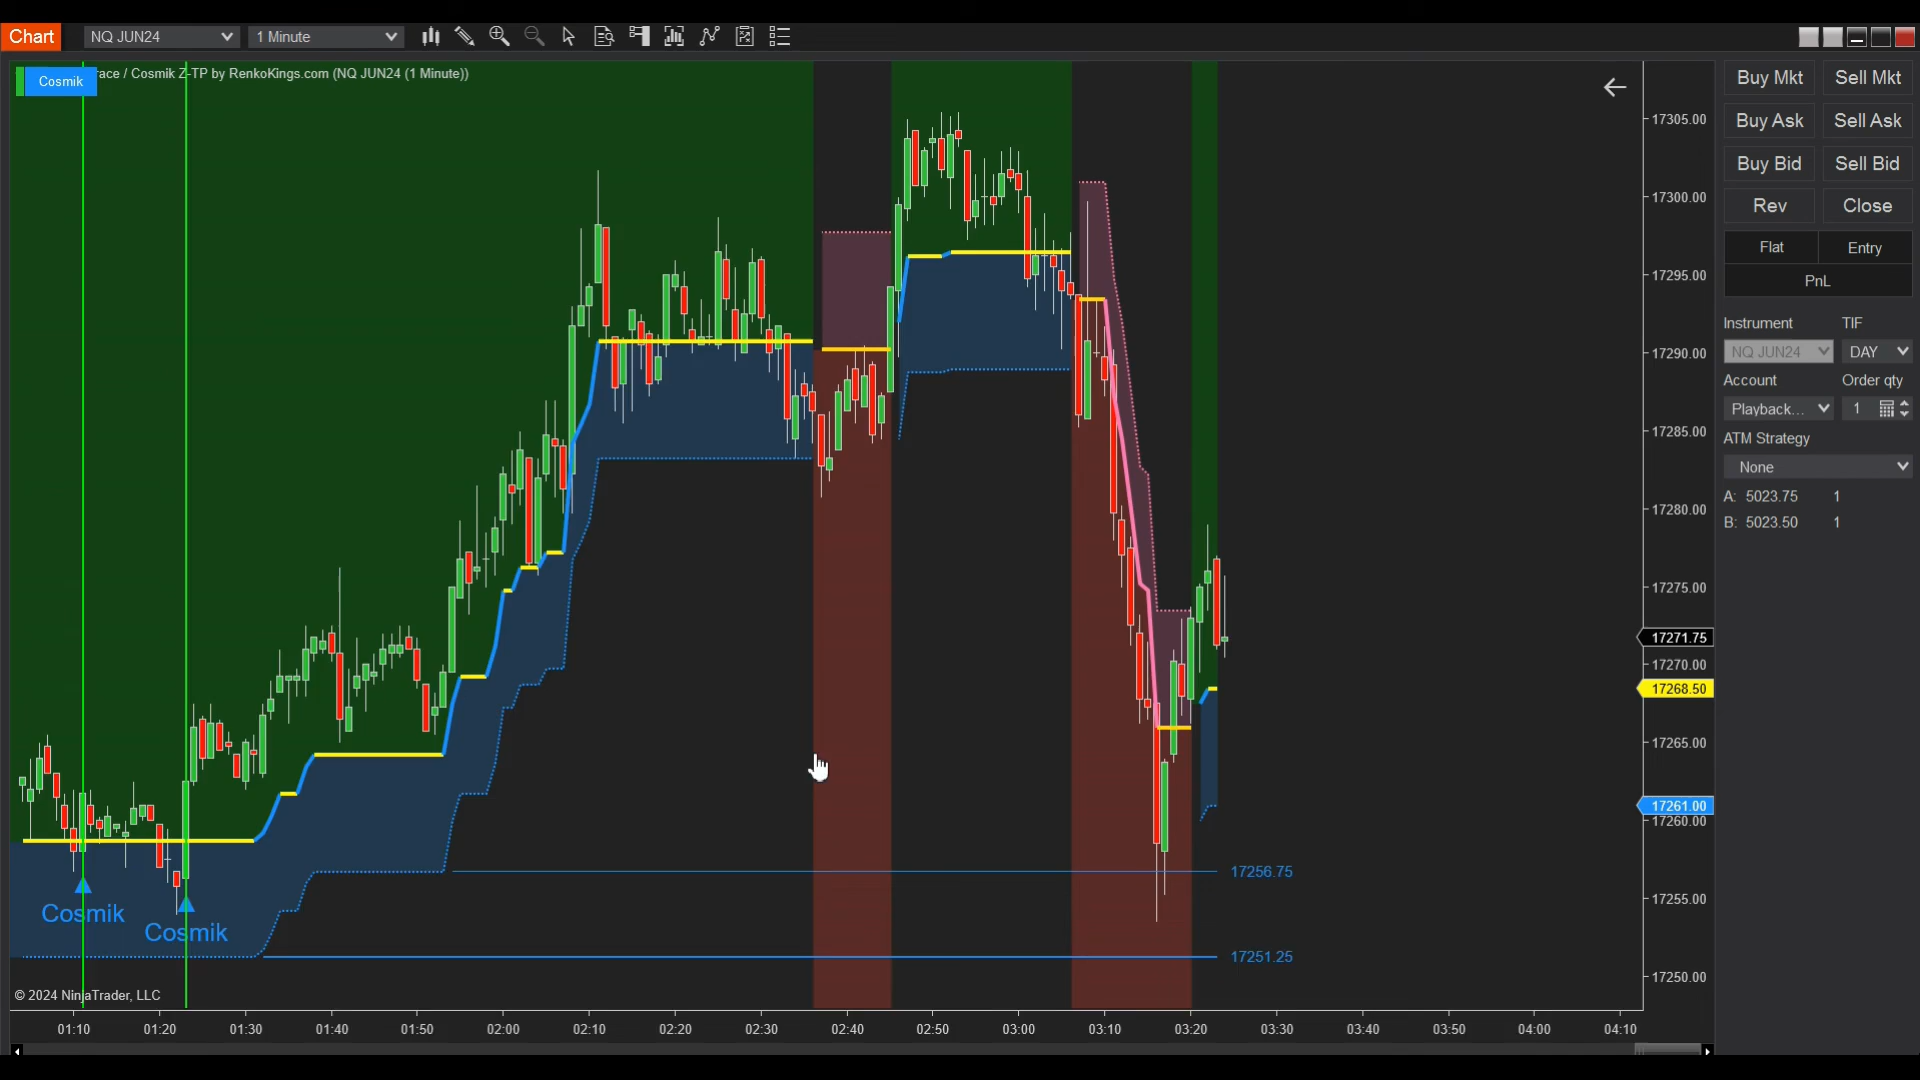 Chart
NQ JUN24
1 Minute
Cosmik
race / Cosmik Z-TP by RenkoKings.com (NQ JUN24 (1 Minute))
Buy Mkt
Sell Mkt
Buy Ask
Sell Ask
Buy Bid
Sell Bid
Rev
Close
Flat
Entry
PnL
Instrument
TIF
NQ JUN24
DAY
Account
Order qty
Playback...
1
ATM Strategy
None
A: 5023.75 1
B: 5023.50 1
17305.00
17300.00
17295.00
17290.00
17285.00
17280.00
17275.00
17271.75
17270.00
17268.50
17265.00
17261.00
17260.00
17255.00
17250.00
17256.75
17251.25
Cosmik
Cosmik
© 2024 NinjaTrader, LLC
01:10
01:20
01:30
01:40
01:50
02:00
02:10
02:20
02:30
02:40
02:50
03:00
03:10
03:20
03:30
03:40
03:50
04:00
04:10